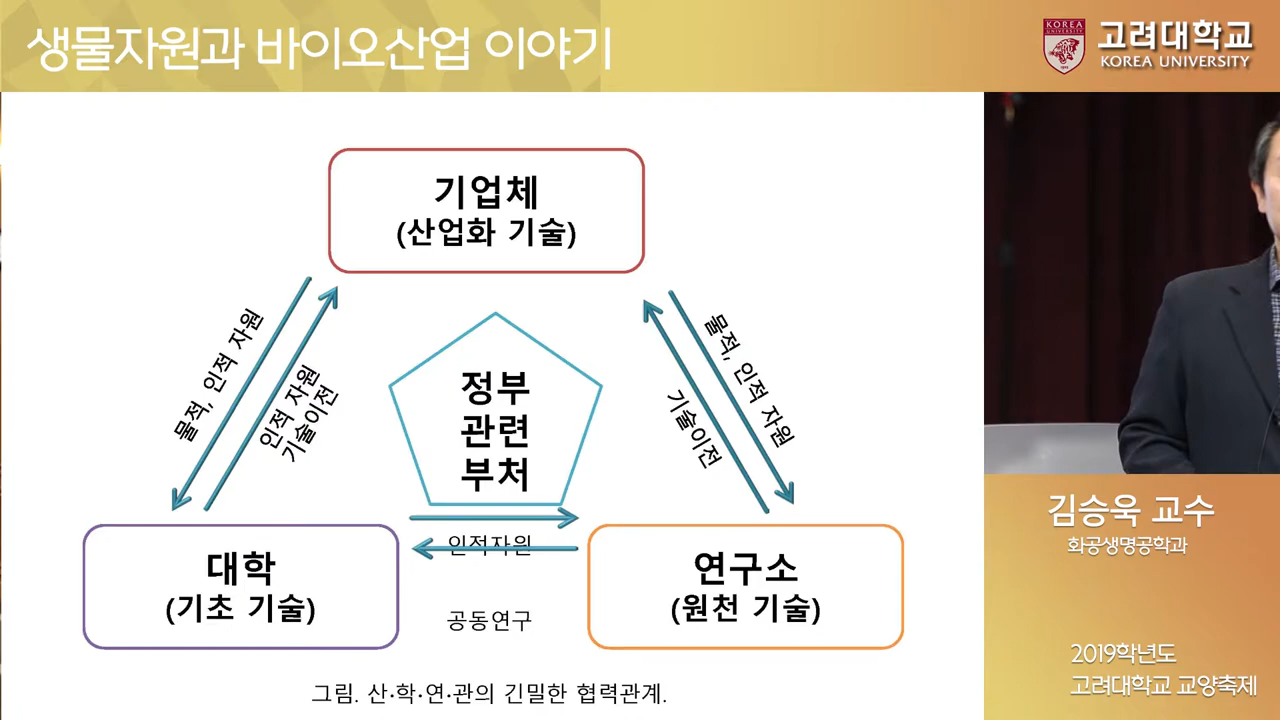 생물자원과 바이오산업 이야기
KOREA
UNIVERSITY
고려대학교
KOREA UNIVERSITY
기업체
(산업화 기술)
물적, 인적 자원
인적 자원
기술이전
정부
관련
부처
물적, 인적 자원
기술이전
대학
(기초 기술)
인적자원
공동연구
연구소
(원천 기술)
그림. 산·학·연·관의 긴밀한 협력관계.
김승욱 교수
화공생명공학과
2019학년도
고려대학교 교양축제